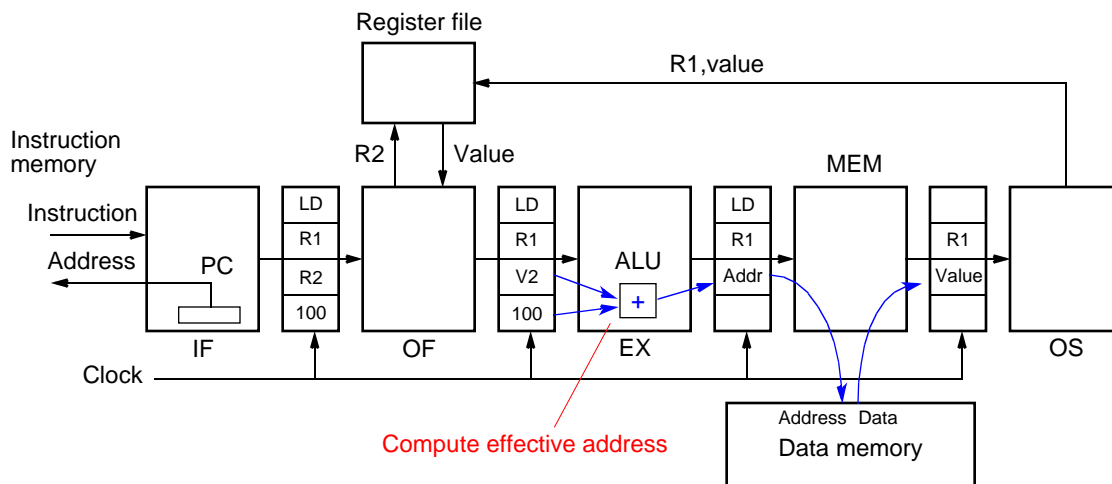 Register file
R1,value
Instruction
memory
R2
Value
MEM
Instruction
Address
PC
LD
R1
R2
100
LD
R1
V2
100
ALU
+
LD
R1
Addr
R1
Value
IF
OF
EX
OS
Clock
Compute effective address
Address Data
Data memory